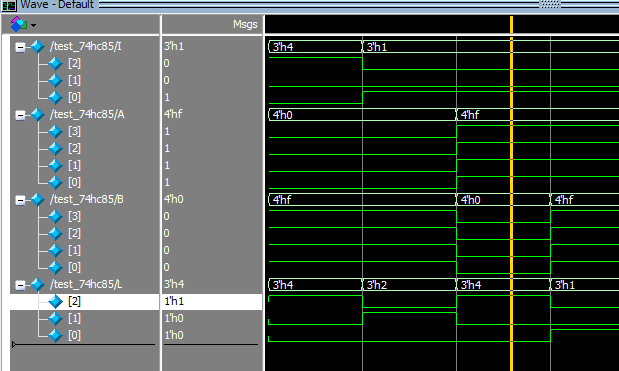 Wave - Default
Msgs
/test_74hc85/I 3'h1 3'h4 3'h1
[2] 0
[1] 0
[0] 1
/test_74hc85/A 4'hf 4'h0 4'hf
[3] 1
[2] 1
[1] 1
[0] 1
/test_74hc85/B 4'h0 4'hf 4'h0 4'hf
[3] 0
[2] 0
[1] 0
[0] 0
/test_74hc85/L 3'h4 3'h4 3'h2 3'h4 3'h1
[2] 1'h1
[1] 1'h0
[0] 1'h0